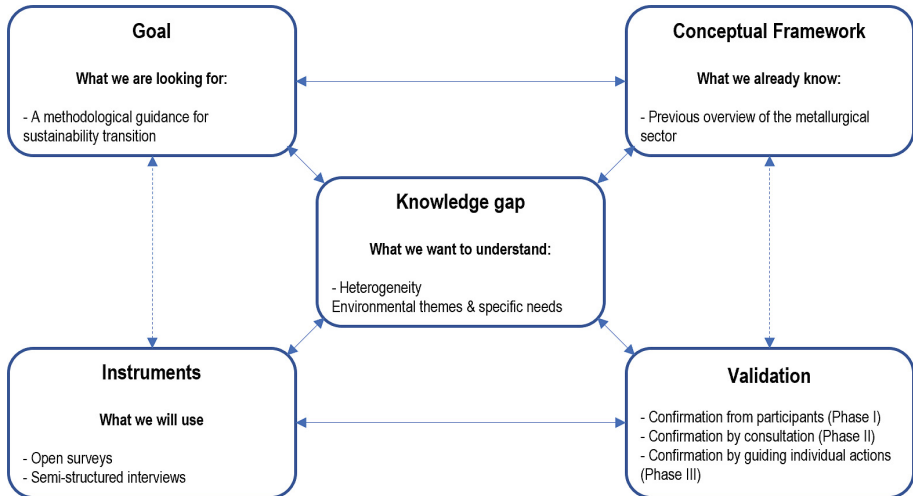 Goal
What we are looking for:
- A methodological guidance for
sustainability transition
Conceptual Framework
What we already know:
- Previous overview of the metallurgical
sector
Knowledge gap
What we want to understand:
- Heterogeneity
Environmental themes & specific needs
Instruments
What we will use
- Open surveys
- Semi-structured interviews
Validation
- Confirmation from participants (Phase I)
- Confirmation by consultation (Phase II)
- Confirmation by guiding individual actions
(Phase III)